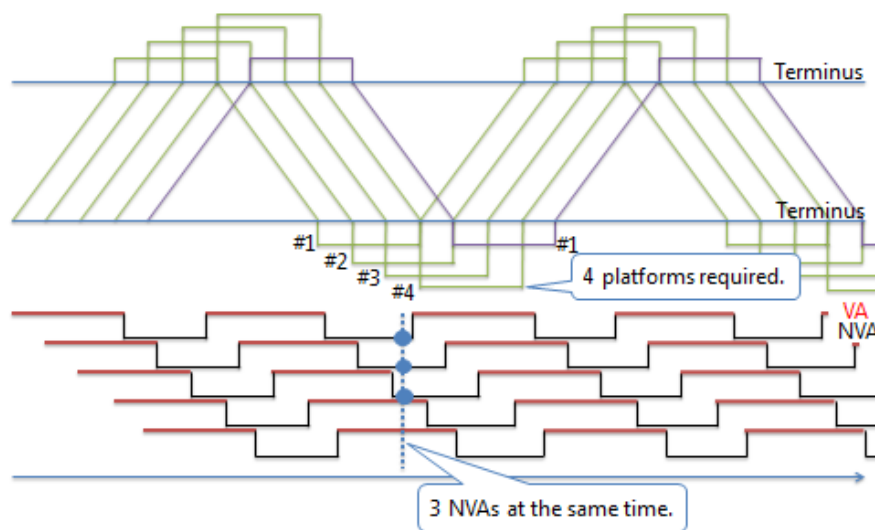 Terminus
Terminus
#1
#1
#2
#3
4 platforms required.
#4
VA
NVA
3 NVAs at the same time.